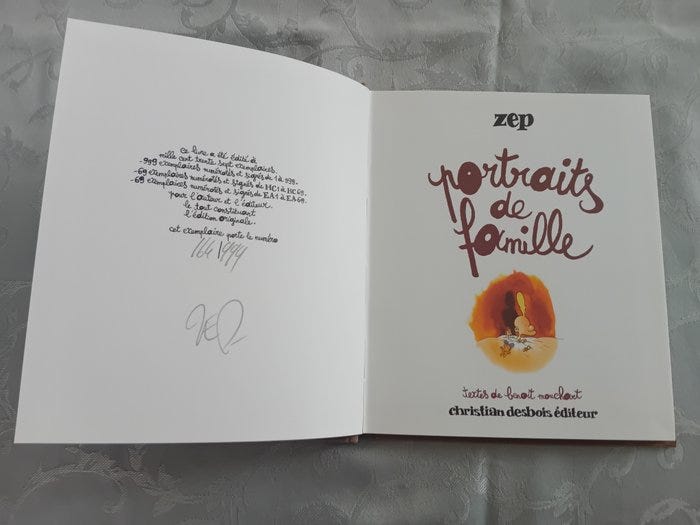 ce livre a été édité à
mille cent trente sept exemplaires.
-999 exemplaires numérotés et signés de 1 à 999.
-69 exemplaires numérotés et signés de HC1 à HC69.
-69 exemplaires numérotés et signés de EA1 à EA69.
pour l'auteur et l'éditeur.
le tout constituant
l'édition originale.
cet exemplaire porte le numéro
164/999
ZEP
zep
portraits
de
famille
textes de benoit mouchart
christian desbois éditeur